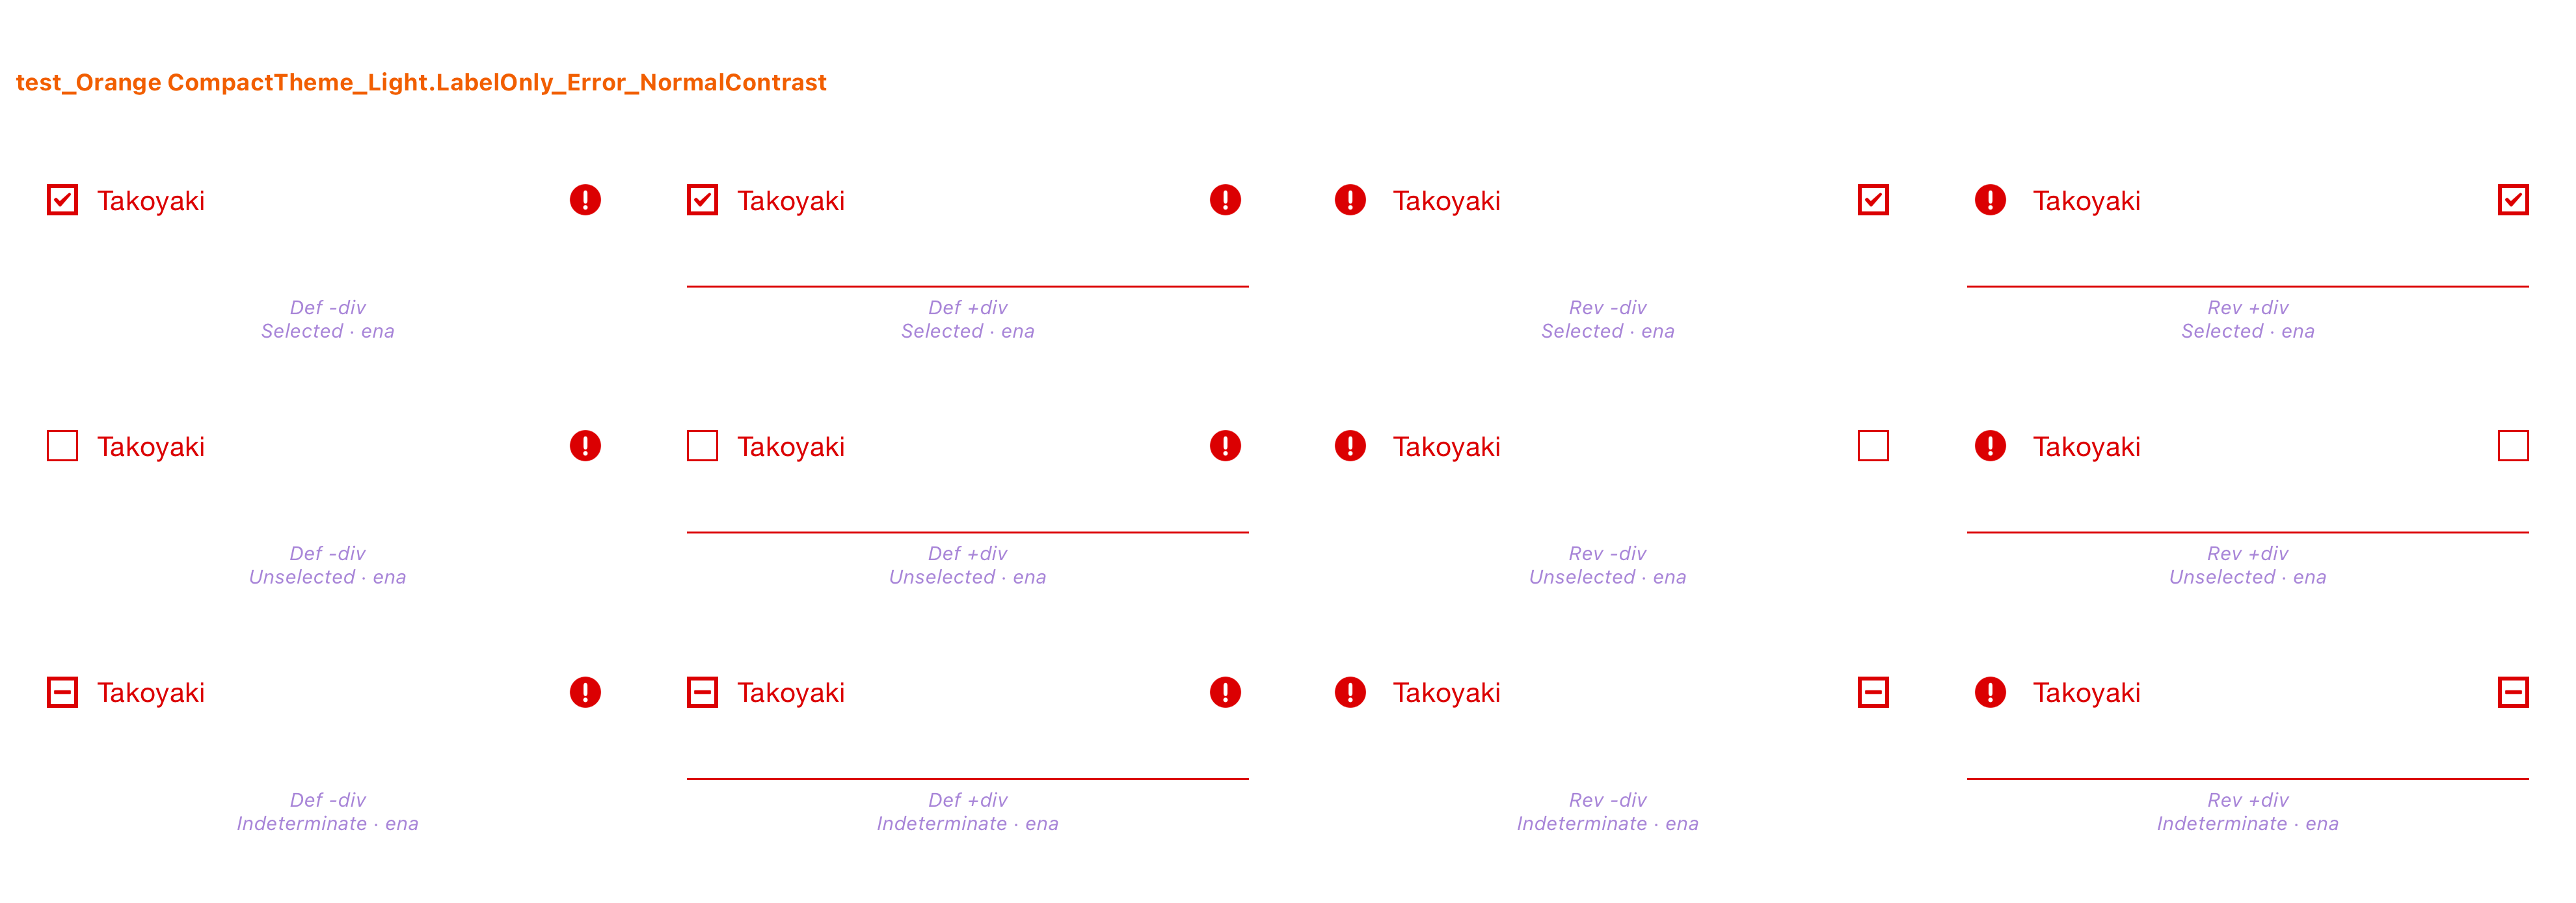 test_Orange CompactTheme_Light.LabelOnly_Error_NormalContrast
Takoyaki
Takoyaki
Takoyaki
Takoyaki
Def -div
Selected · ena
Def +div
Selected · ena
Rev -div
Selected · ena
Rev +div
Selected · ena
Takoyaki
Takoyaki
Takoyaki
Takoyaki
Def -div
Unselected · ena
Def +div
Unselected · ena
Rev -div
Unselected · ena
Rev +div
Unselected · ena
Takoyaki
Takoyaki
Takoyaki
Takoyaki
Def -div
Indeterminate · ena
Def +div
Indeterminate · ena
Rev -div
Indeterminate · ena
Rev +div
Indeterminate · ena